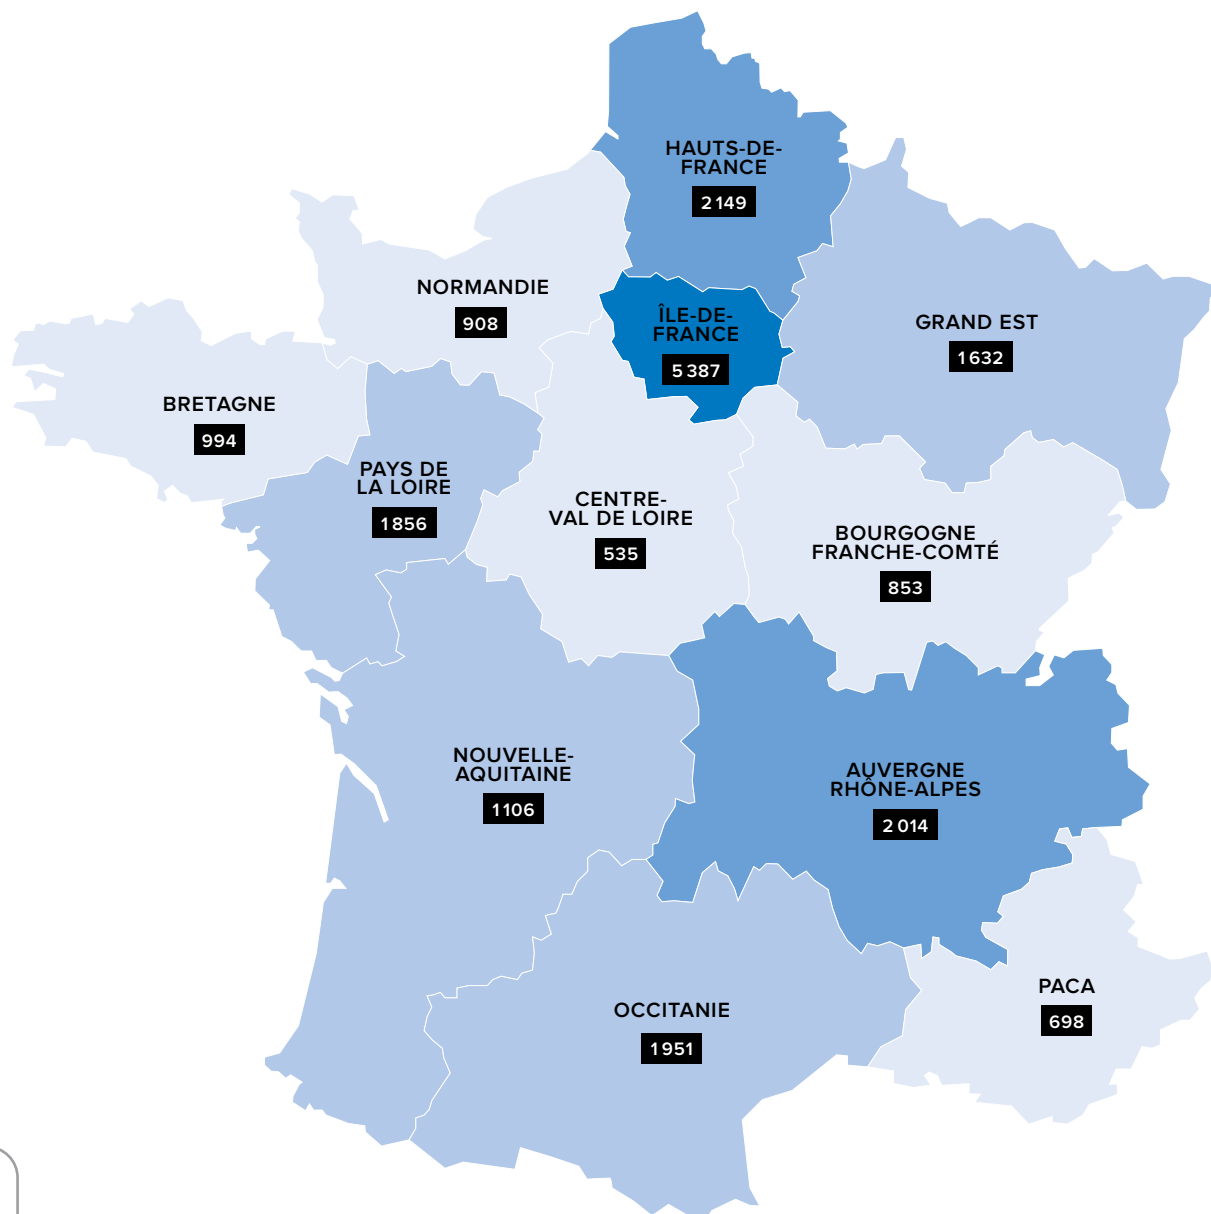 HAUTS-DE-
FRANCE
2 149
NORMANDIE
908
ÎLE-DE-
FRANCE
5 387
GRAND EST
1 632
BRETAGNE
994
PAYS DE
LA LOIRE
1 856
CENTRE-
VAL DE LOIRE
535
BOURGOGNE
FRANCHE-COMTÉ
853
NOUVELLE-
AQUITAINE
1 106
AUVERGNE
RHÔNE-ALPES
2 014
OCCITANIE
1 951
PACA
698